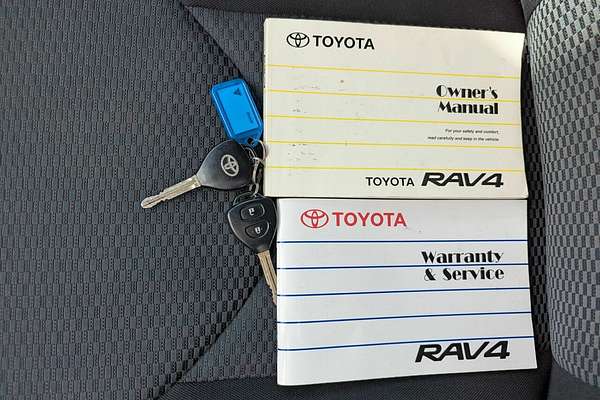 TOYOTA
Owner's
Manual
For your safety and comfort,
read carefully and keep in the vehicle.
TOYOTA RAV4
TOYOTA
Warranty
& Service
RAV4